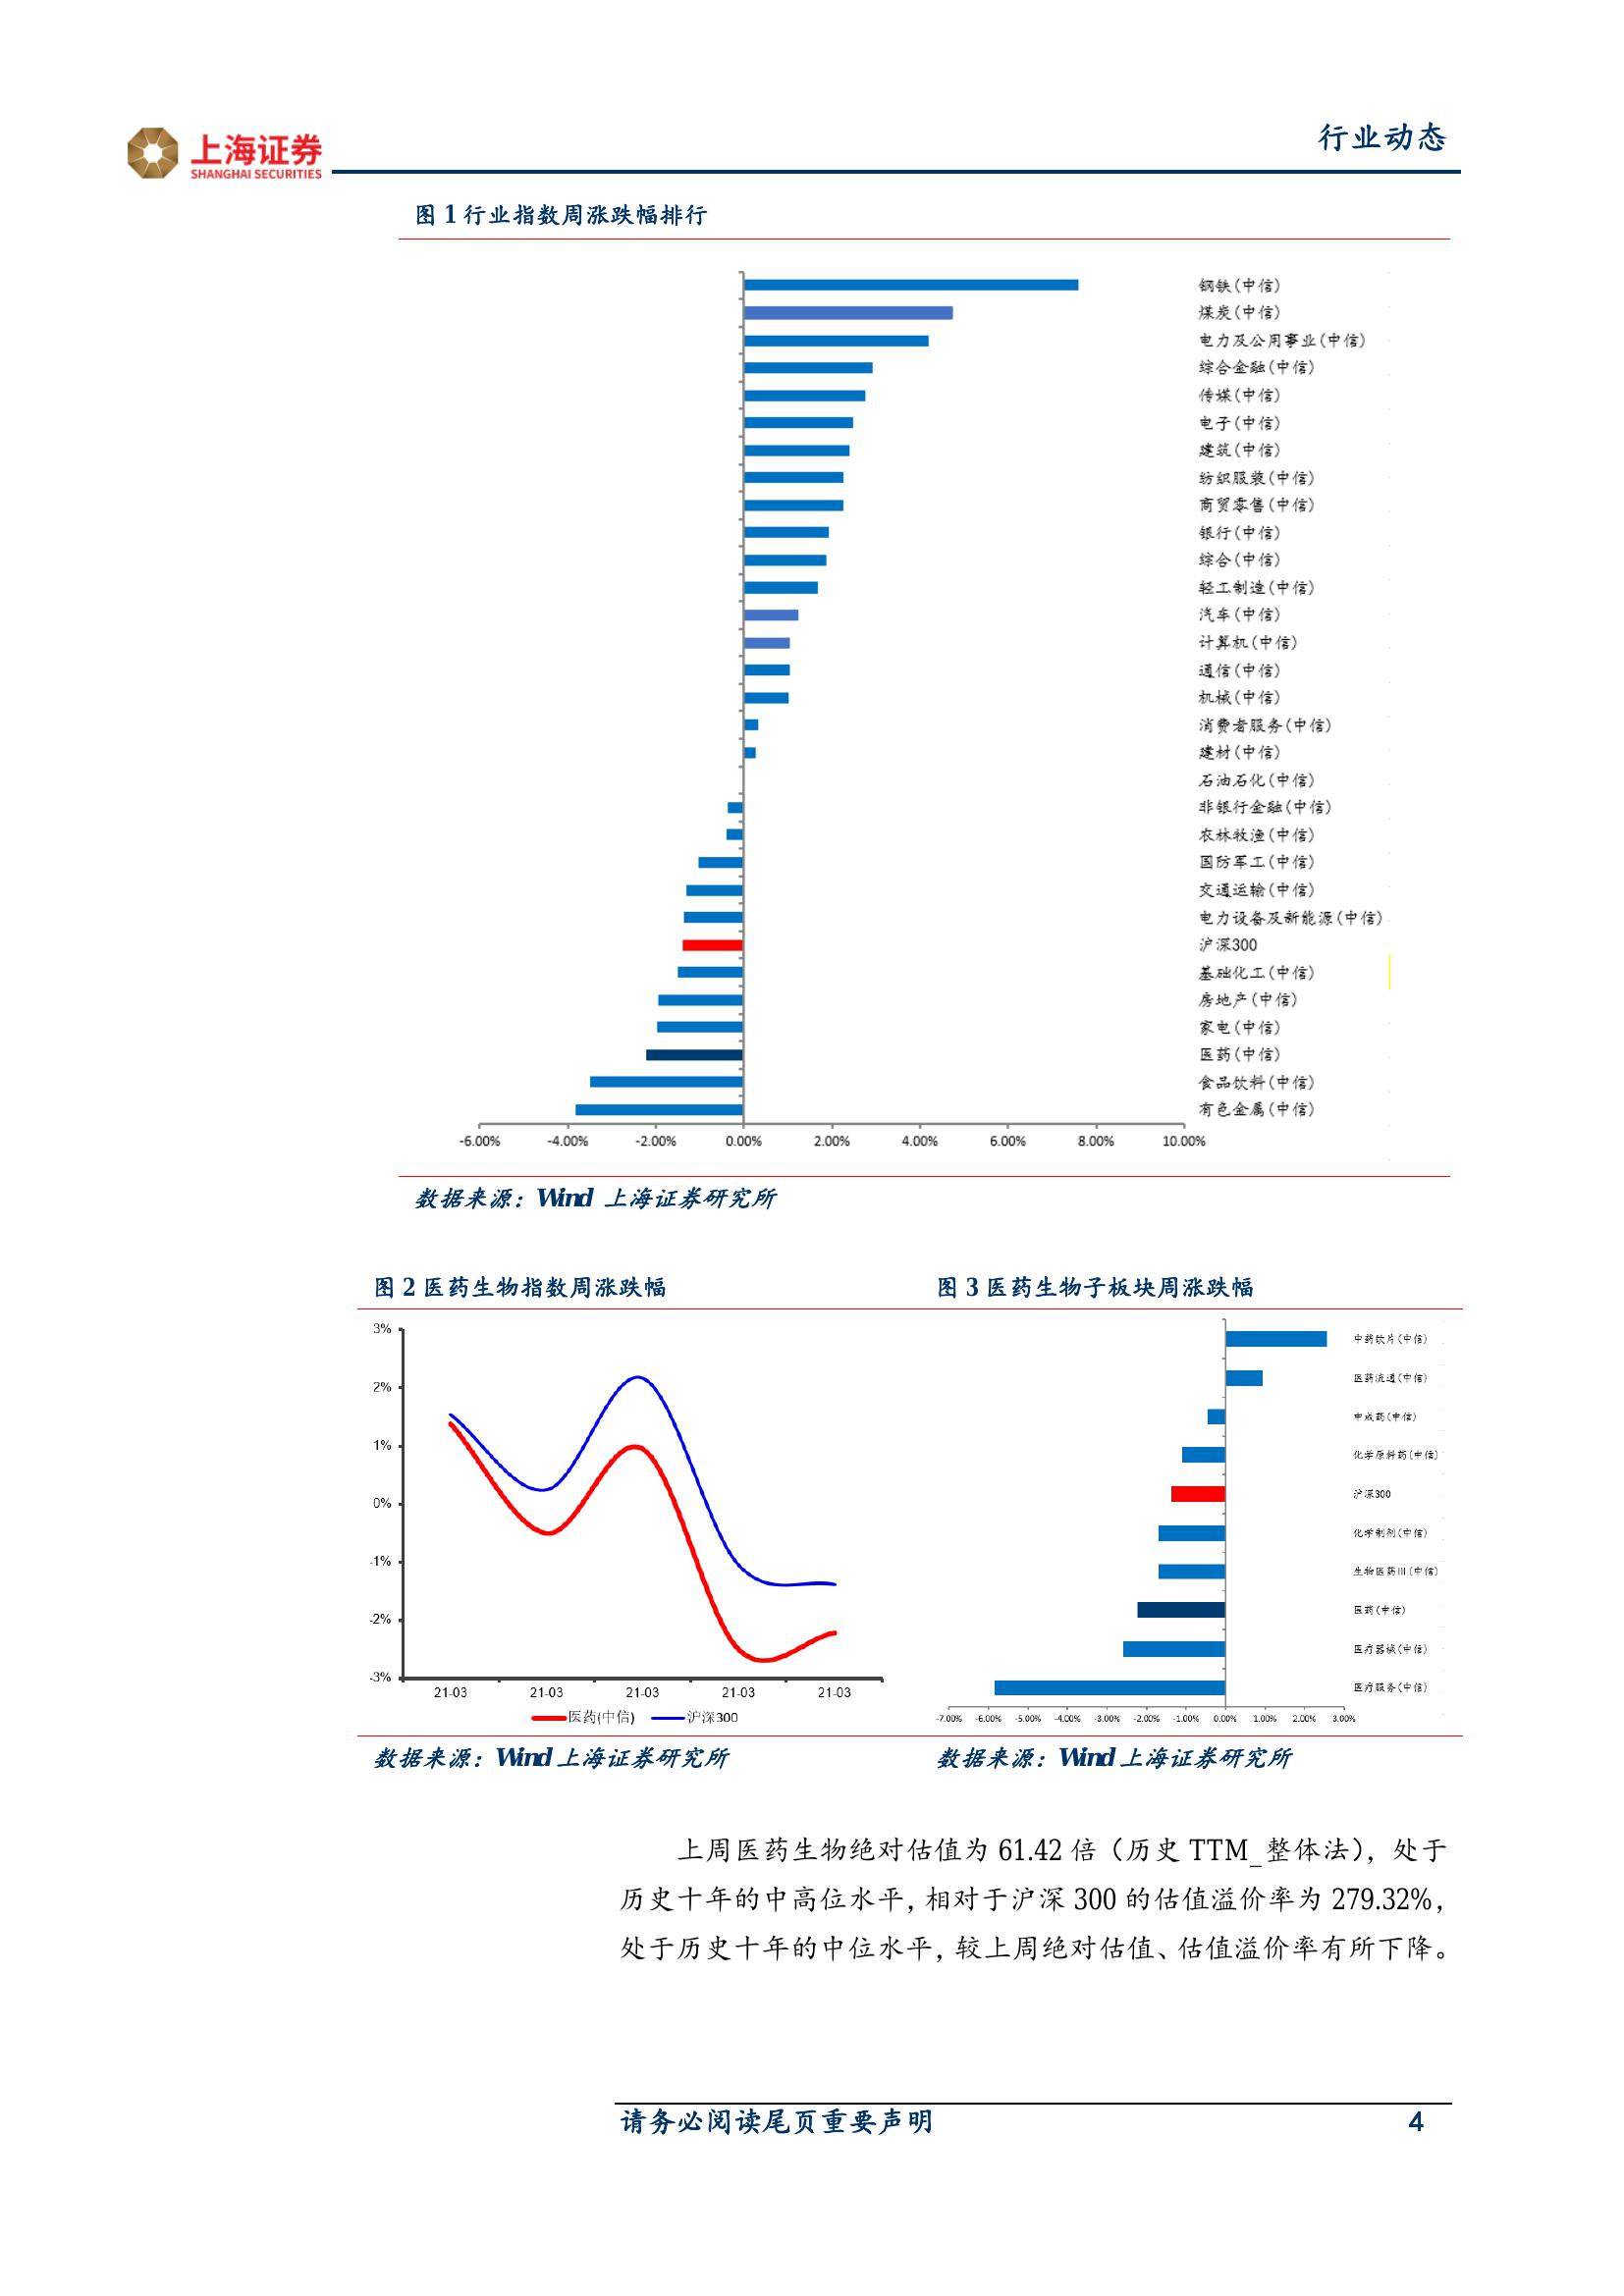 上海证券
SHANGHAI SECURITIES
行业动态
图 1 行业指数周涨跌幅排行
钢铁(中信)
煤炭(中信)
电力及公用事业(中信)
综合金融(中信)
传媒(中信)
电子(中信)
建筑(中信)
纺织服装(中信)
商贸零售(中信)
银行(中信)
综合(中信)
轻工制造(中信)
汽车(中信)
计算机(中信)
通信(中信)
机械(中信)
消费者服务(中信)
建材(中信)
石油石化(中信)
非银行金融(中信)
农林牧渔(中信)
国防军工(中信)
交通运输(中信)
电力设备及新能源(中信)
沪深300
基础化工(中信)
房地产(中信)
家电(中信)
医药(中信)
食品饮料(中信)
有色金属(中信)
-6.00% -4.00% -2.00% 0.00% 2.00% 4.00% 6.00% 8.00% 10.00%
数据来源：Wind 上海证券研究所
图 2 医药生物指数周涨跌幅
3%
2%
1%
0%
-1%
-2%
-3%
21-03 21-03 21-03 21-03 21-03
医药(中信) 沪深300
数据来源：Wind 上海证券研究所
图 3 医药生物子板块周涨跌幅
中药饮片(中信)
医药流通(中信)
中成药(中信)
化学原料药(中信)
沪深300
化学制剂(中信)
生物医药III(中信)
医药(中信)
医疗器械(中信)
医疗服务(中信)
-7.00% -6.00% -5.00% -4.00% -3.00% -2.00% -1.00% 0.00% 1.00% 2.00% 3.00%
数据来源：Wind 上海证券研究所
上周医药生物绝对估值为 61.42 倍（历史 TTM_整体法），处于
历史十年的中高位水平，相对于沪深 300 的估值溢价率为 279.32%，
处于历史十年的中位水平，较上周绝对估值、估值溢价率有所下降。
请务必阅读尾页重要声明
4